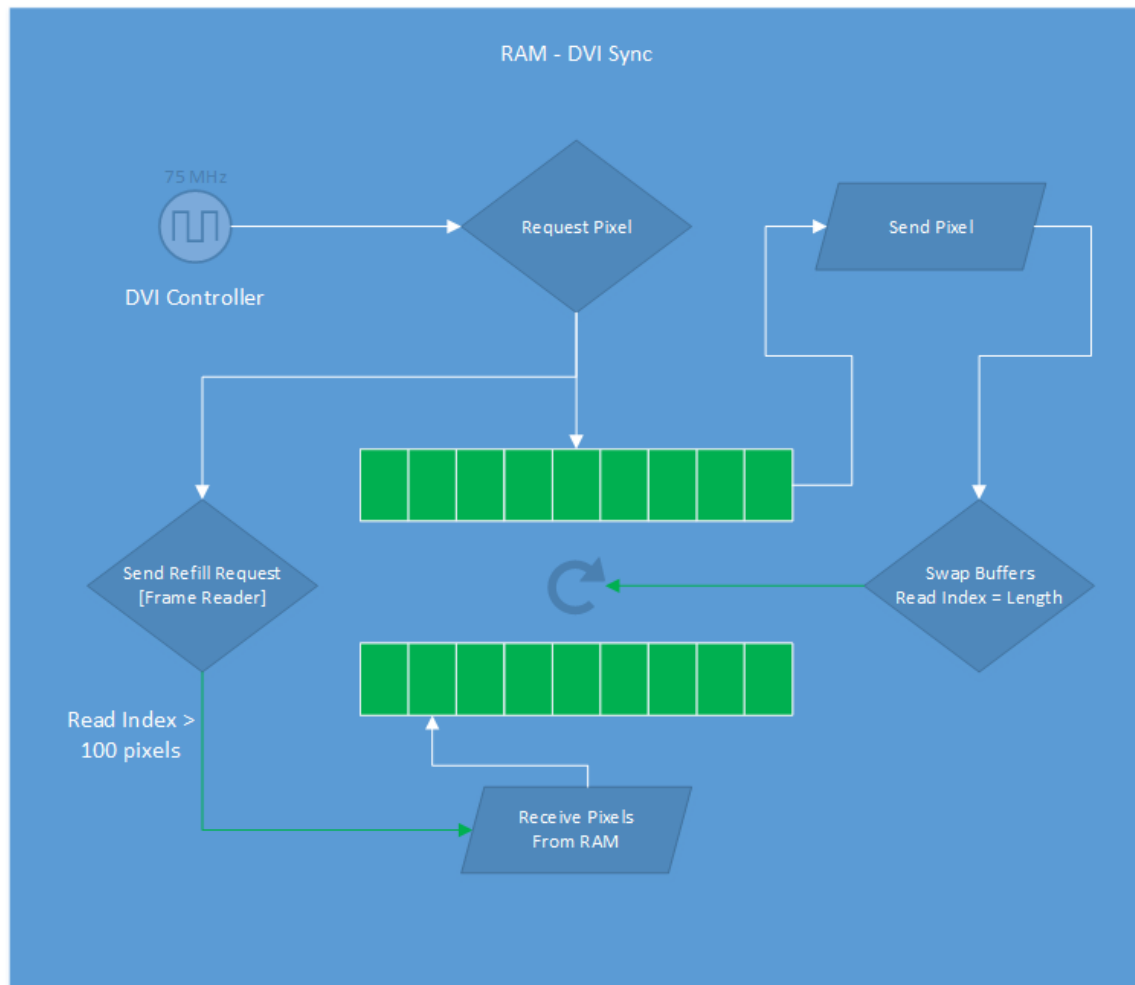 RAM - DVI Sync
75 MHz
Request Pixel
Send Pixel
DVI Controller
Send Refill Request
[Frame Reader]
Swap Buffers
Read Index = Length
Read Index >
100 pixels
Receive Pixels
From RAM